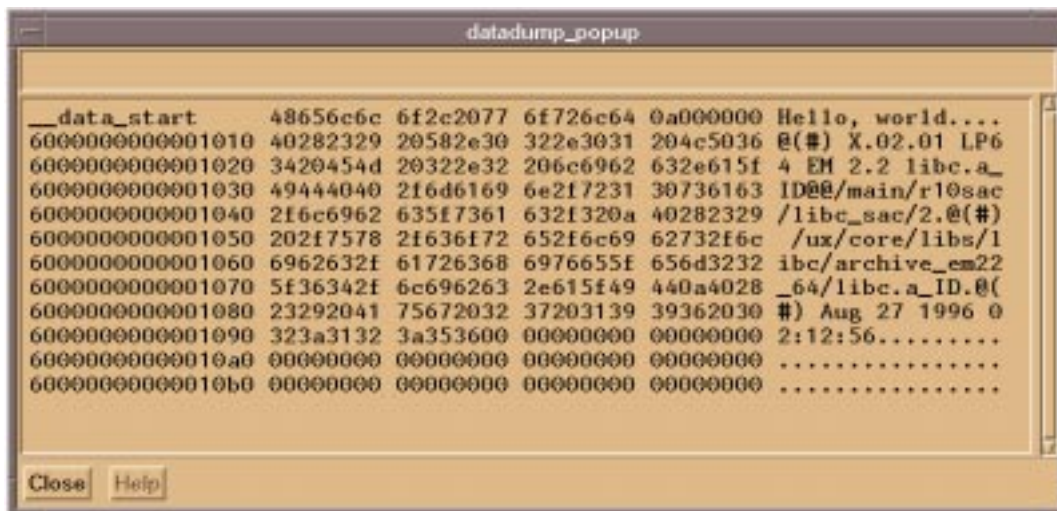 datadump_popup
__data_start 48656c6c 6f2c2077 6f726c64 0a000000 Hello, world....
6000000000001010 40282329 20582e30 322e3031 204c5036 @(#) X.02.01 LP6
6000000000001020 3420454d 20322e32 206c6962 632e615f 4 EM 2.2 libc.a_
6000000000001030 49444040 2f6d6169 6e2f7231 30736163 ID@@/main/r10sac
6000000000001040 2f6c6962 635f7361 632f320a 40282329 /libc_sac/2.@(#)
6000000000001050 202f7578 2f636f72 652f6c69 62732f6c  /ux/core/libs/l
6000000000001060 6962632f 61726368 6976655f 656d3232 ibc/archive_em22
6000000000001070 5f36342f 6c696263 2e615f49 440a4028 _64/libc.a_ID.@(
6000000000001080 23292041 75672032 37203139 39362030 #) Aug 27 1996 0
6000000000001090 323a3132 3a353600 00000000 00000000 2:12:56.........
60000000000010a0 00000000 00000000 00000000 00000000 ................
60000000000010b0 00000000 00000000 00000000 00000000 ................
Close Help